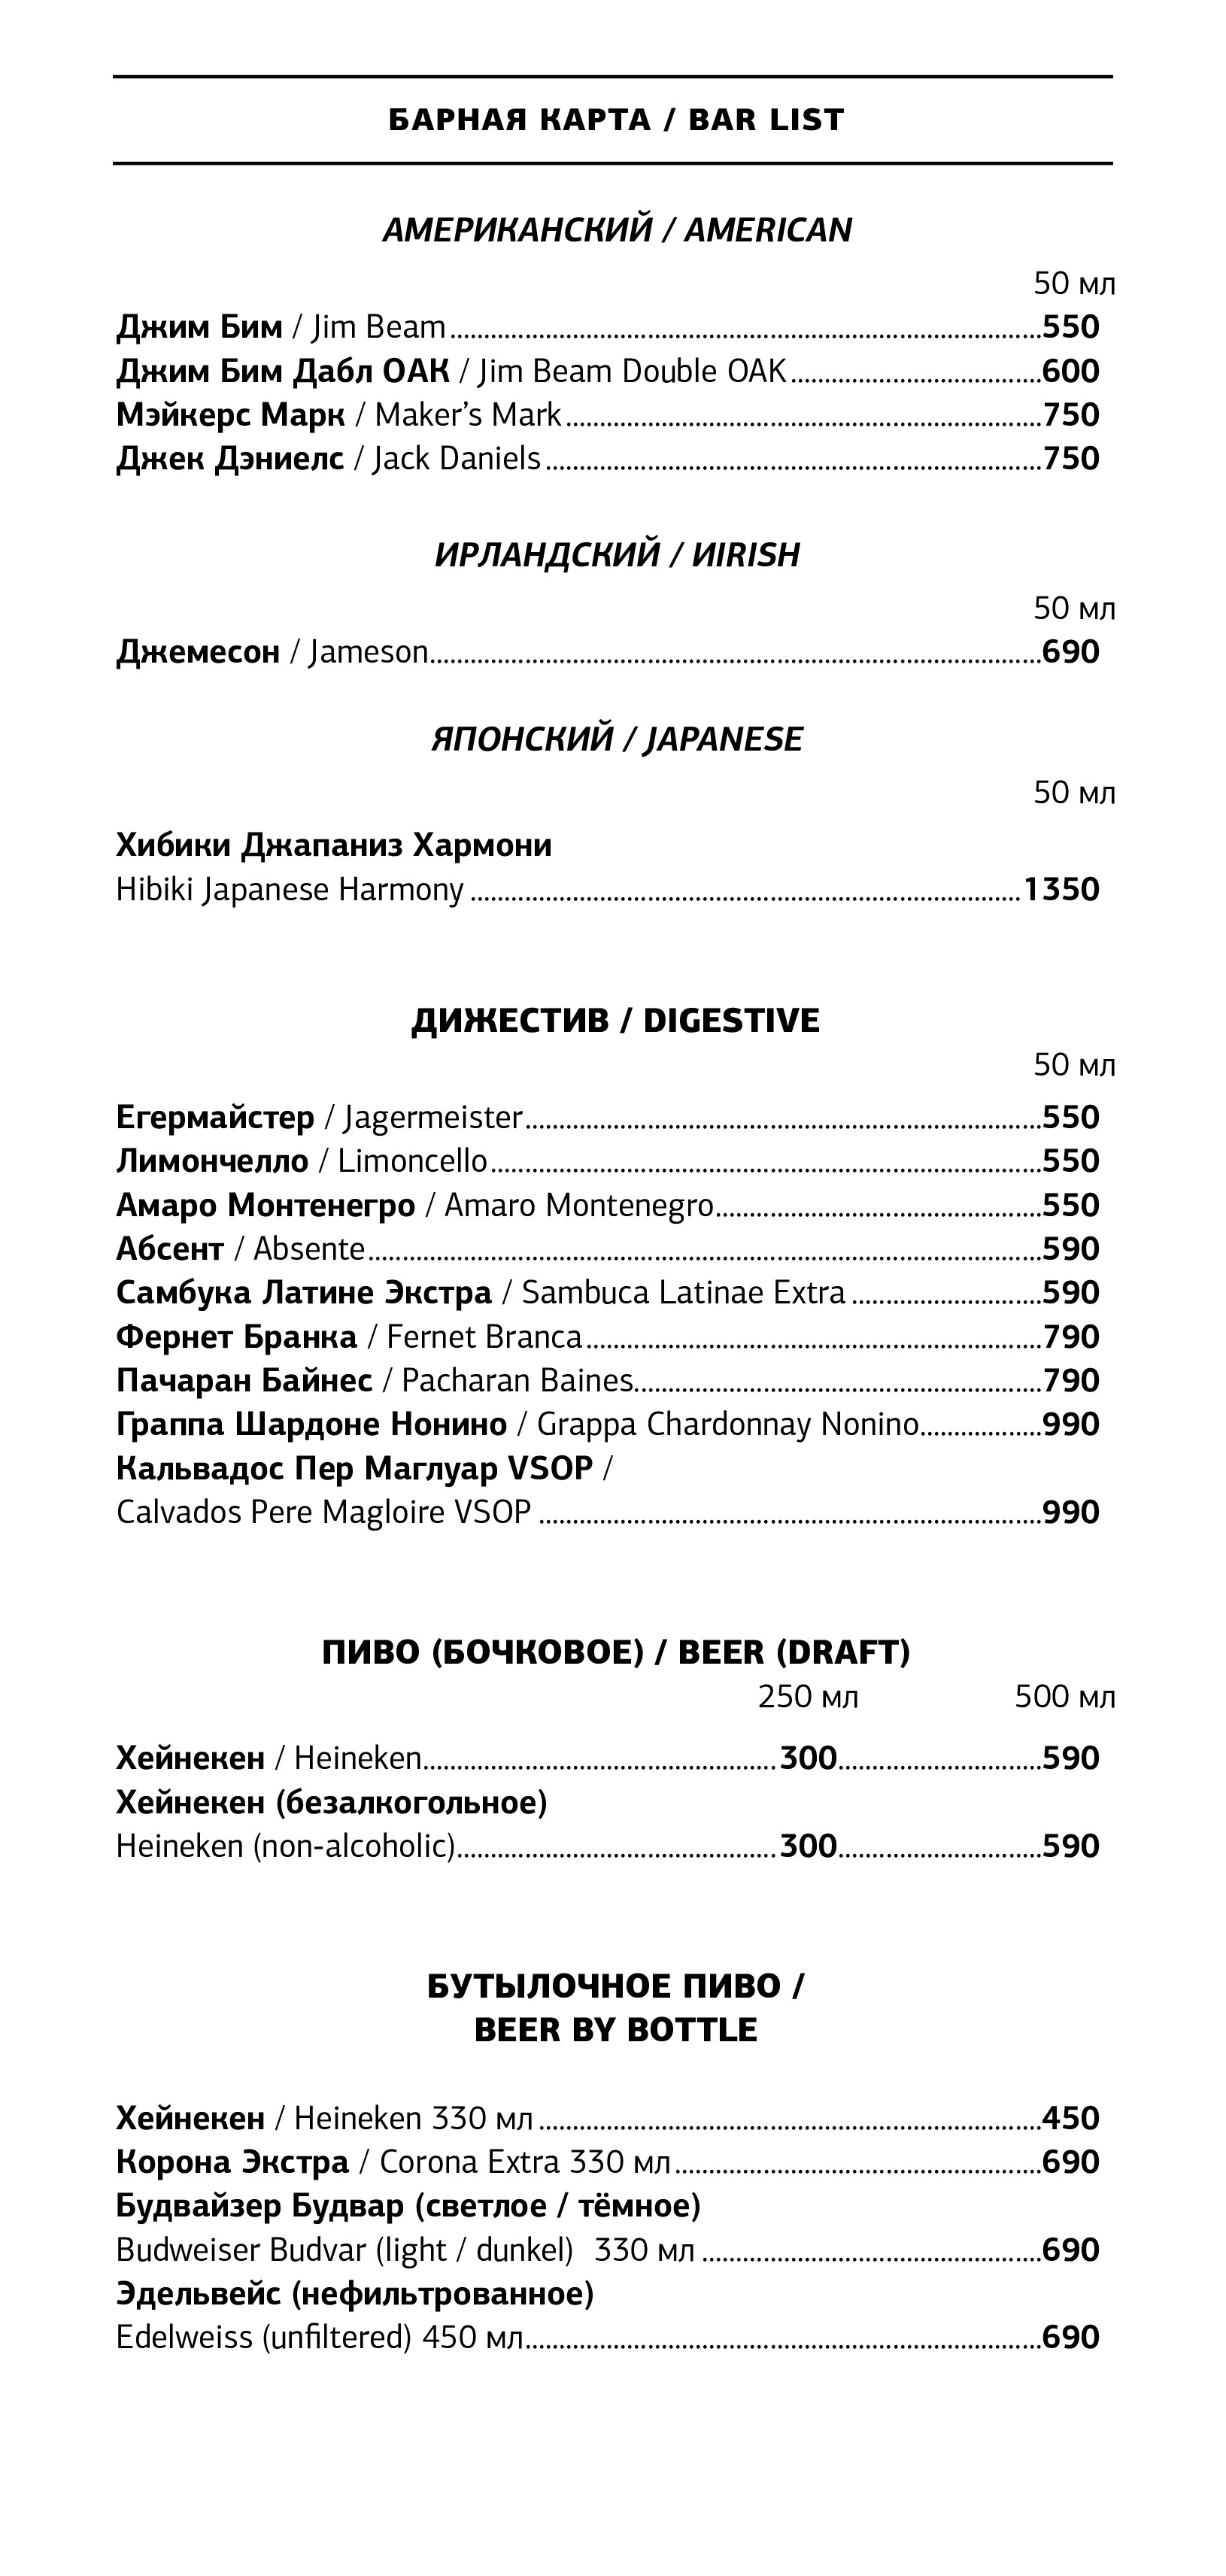 БАРНАЯ КАРТА / BAR LIST
АМЕРИКАНСКИЙ / AMERICAN
50 мл
Джим Бим / Jim Beam....................550
Джим Бим Дабл ОАК / Jim Beam Double OAK....................600
Мэйкерс Марк / Maker’s Mark....................750
Джек Дэниелс / Jack Daniels....................750
ИРЛАНДСКИЙ / ИIRISH
50 мл
Джемесон / Jameson....................690
ЯПОНСКИЙ / JAPANESE
50 мл
Хибики Джапаниз Хармони
Hibiki Japanese Harmony ....................1350
ДИЖЕСТИВ / DIGESTIVE
50 мл
Егермайстер / Jagermeister....................550
Лимончелло / Limoncello....................550
Амаро Монтенегро / Amaro Montenegro....................550
Абсент / Absente....................590
Самбука Латине Экстра / Sambuca Latinae Extra ....................590
Фернет Бранка / Fernet Branca....................790
Пачаран Байнес / Pacharan Baines....................790
Граппа Шардоне Нонино / Grappa Chardonnay Nonino....................990
Кальвадос Пер Маглуар VSOP /
Calvados Pere Magloire VSOP ....................990
ПИВО (БОЧКОВОЕ) / BEER (DRAFT)
250 мл 500 мл
Хейнекен / Heineken....................300....................590
Хейнекен (безалкогольное)
Heineken (non-alcoholic)....................300....................590
БУТЫЛОЧНОЕ ПИВО /
BEER BY BOTTLE
Хейнекен / Heineken 330 мл ....................450
Корона Экстра / Corona Extra 330 мл....................690
Будвайзер Будвар (светлое / тёмное)
Budweiser Budvar (light / dunkel) 330 мл ....................690
Эдельвейс (нефильтрованное)
Edelweiss (unfiltered) 450 мл....................690